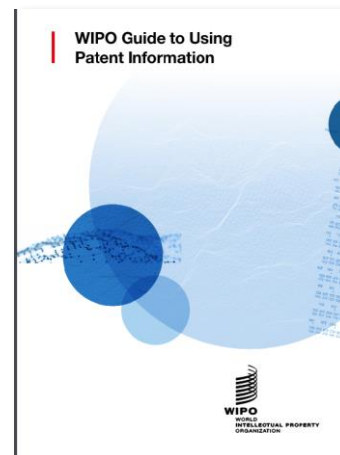 WIPO Guide to Using
Patent Information
WIPO
WORLD
INTELLECTUAL PROPERTY
ORGANIZATION